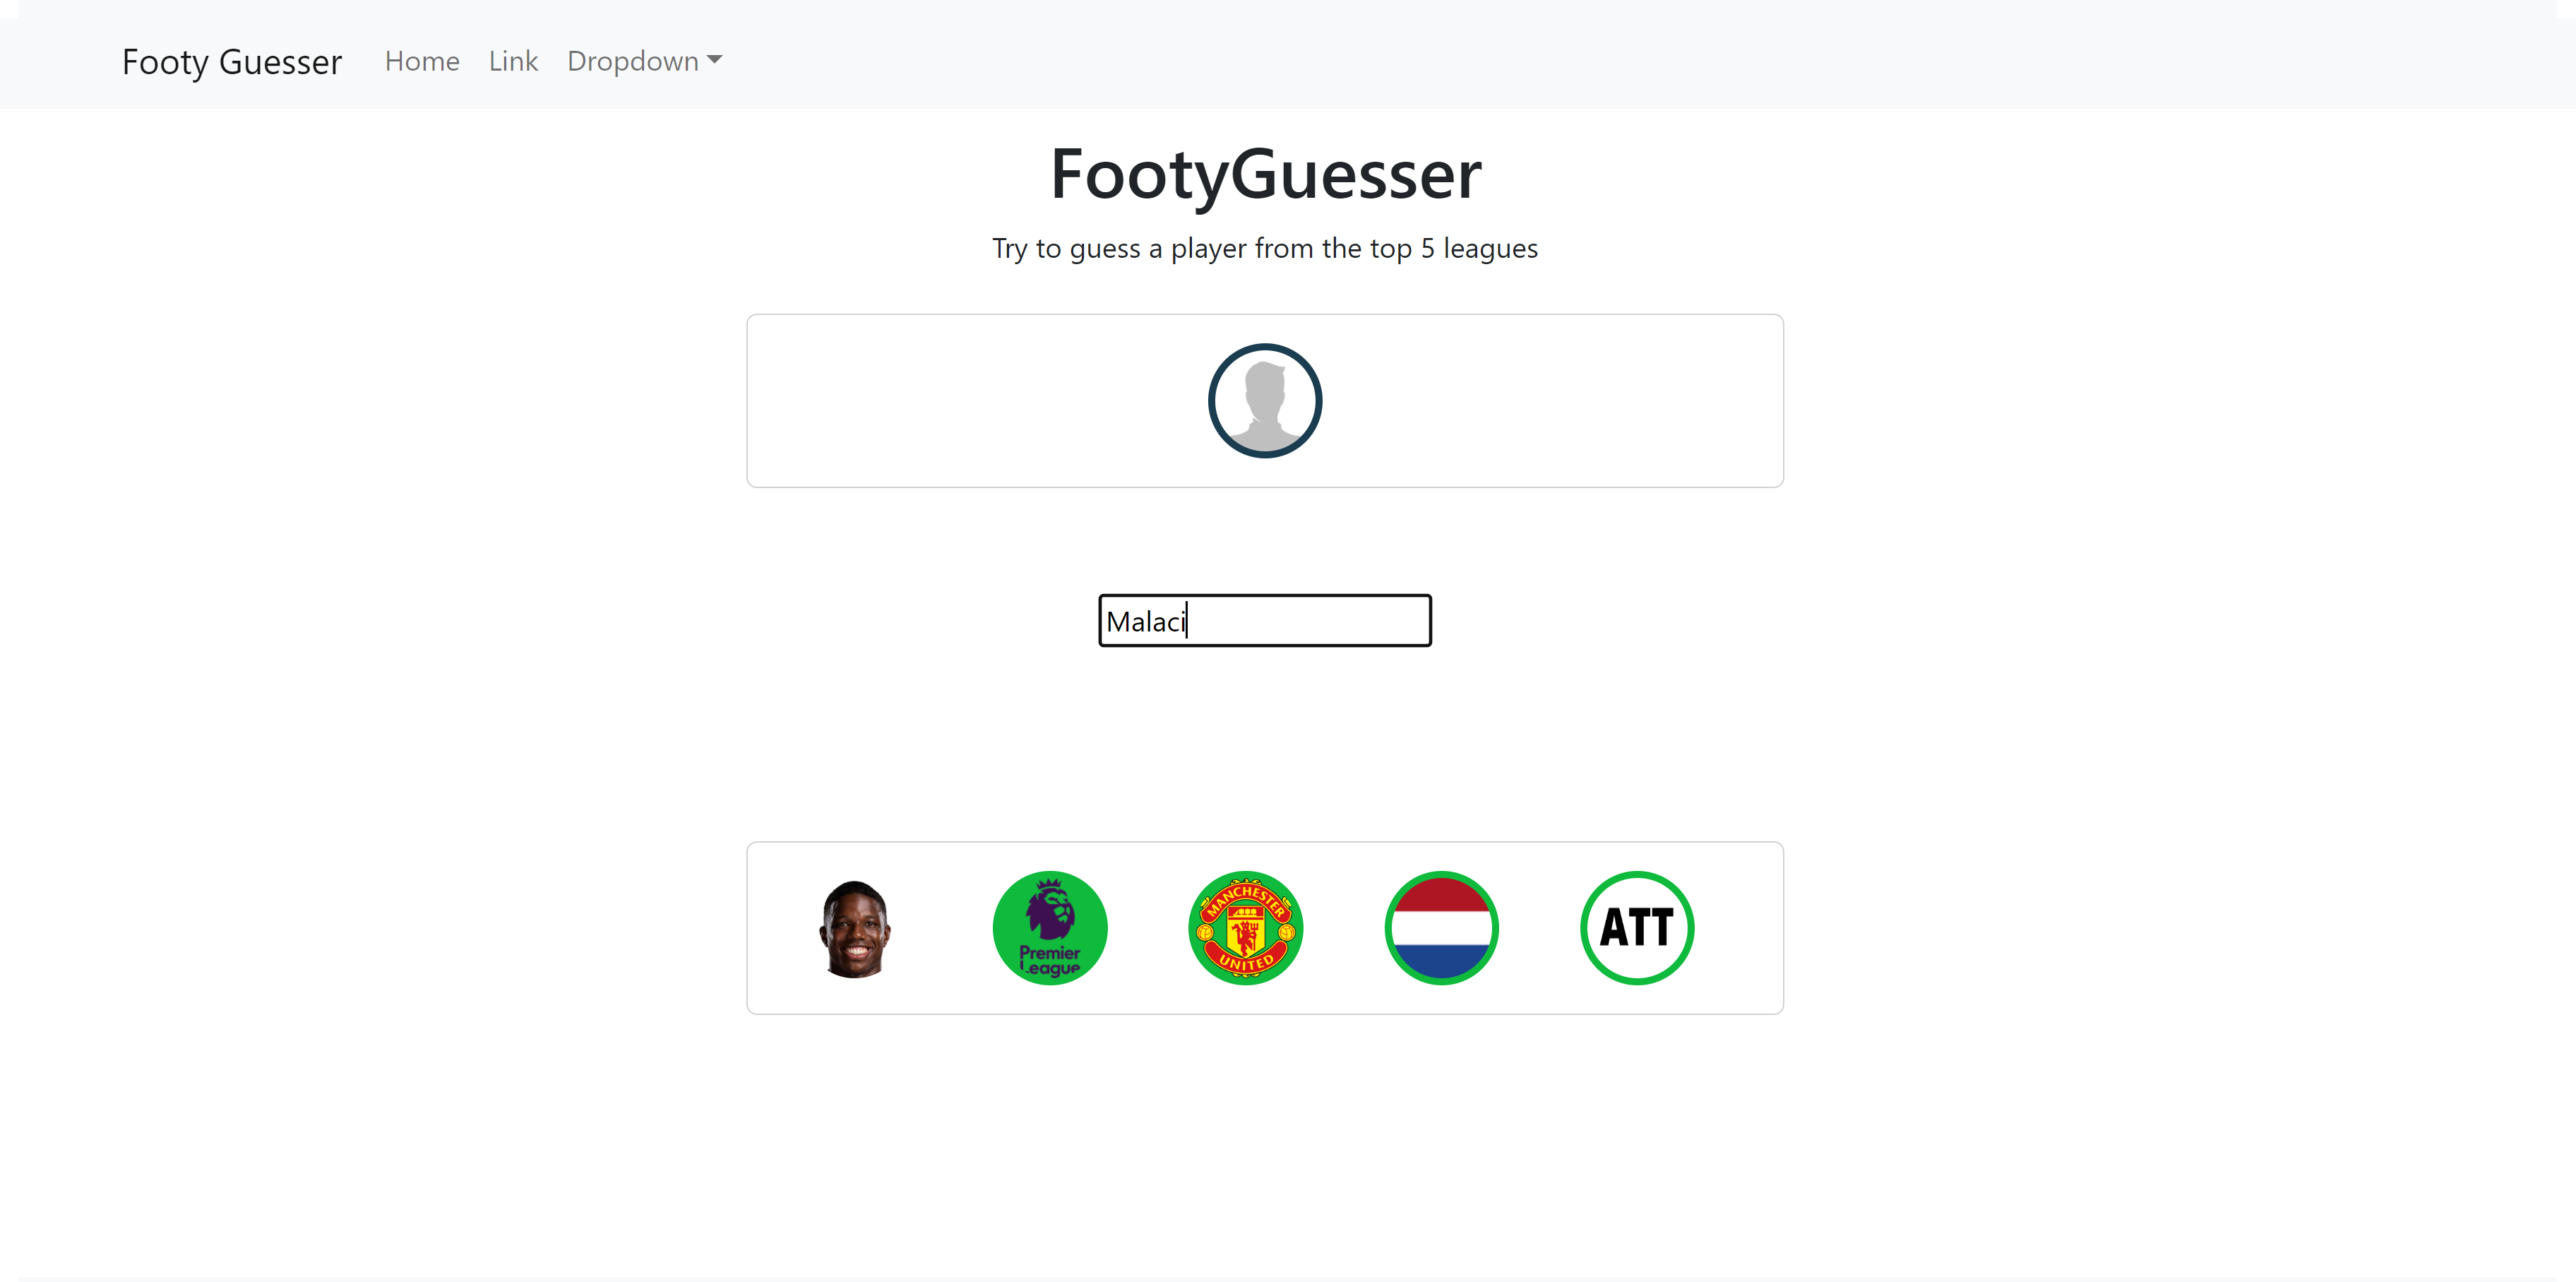 Footy Guesser Home Link Dropdown
FootyGuesser
Try to guess a player from the top 5 leagues
Malaci
Premier
League
MANCHESTER
UNITED
ATT